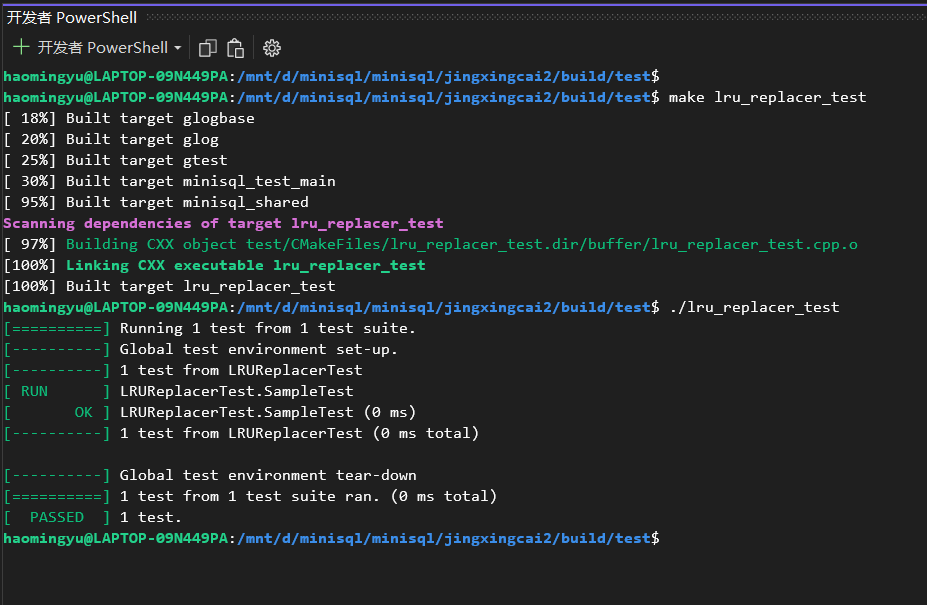 开发者 PowerShell
开发者 PowerShell
haomingyu@LAPTOP-09N449PA:/mnt/d/minisql/minisql/jingxingcai2/build/test$
haomingyu@LAPTOP-09N449PA:/mnt/d/minisql/minisql/jingxingcai2/build/test$ make lru_replacer_test
[ 18%] Built target glogbase
[ 20%] Built target glog
[ 25%] Built target gtest
[ 30%] Built target minisql_test_main
[ 95%] Built target minisql_shared
Scanning dependencies of target lru_replacer_test
[ 97%] Building CXX object test/CMakeFiles/lru_replacer_test.dir/buffer/lru_replacer_test.cpp.o
[100%] Linking CXX executable lru_replacer_test
[100%] Built target lru_replacer_test
haomingyu@LAPTOP-09N449PA:/mnt/d/minisql/minisql/jingxingcai2/build/test$ ./lru_replacer_test
[==========] Running 1 test from 1 test suite.
[----------] Global test environment set-up.
[----------] 1 test from LRUReplacerTest
[ RUN      ] LRUReplacerTest.SampleTest
[       OK ] LRUReplacerTest.SampleTest (0 ms)
[----------] 1 test from LRUReplacerTest (0 ms total)
[----------] Global test environment tear-down
[==========] 1 test from 1 test suite ran. (0 ms total)
[  PASSED  ] 1 test.
haomingyu@LAPTOP-09N449PA:/mnt/d/minisql/minisql/jingxingcai2/build/test$